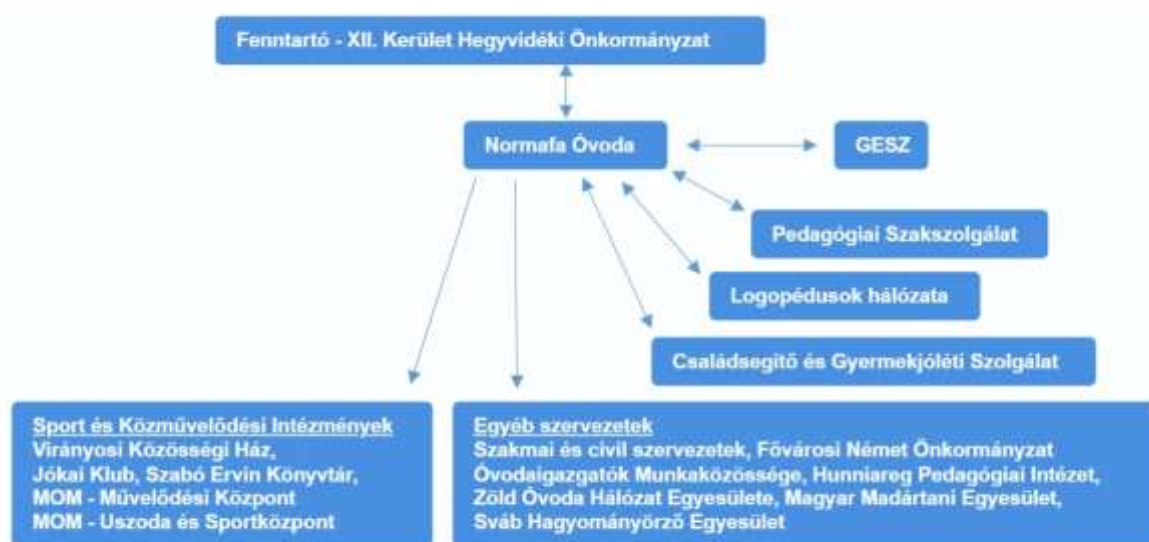 Fenntartó - XII. Kerület Hegyvidéki Önkormányzat
Normafa Óvoda
GESZ
Pedagógiai Szakszolgálat
Logopédusok hálózata
Családsegítő és Gyermekjóléti Szolgálat
Sport és Közművelődési Intézmények
Virányosi Közösségi Ház,
Jókai Klub, Szabó Ervin Könyvtár,
MOM - Művelődési Központ
MOM - Uszoda és Sportközpont
Egyéb szervezetek
Szakmai és civil szervezetek, Fővárosi Német Önkormányzat
Óvodaigazgatók Munkaközössége, Hunniareg Pedagógiai Intézet,
Zöld Óvoda Hálózat Egyesülete, Magyar Madártani Egyesület,
Sváb Hagyományőrző Egyesület